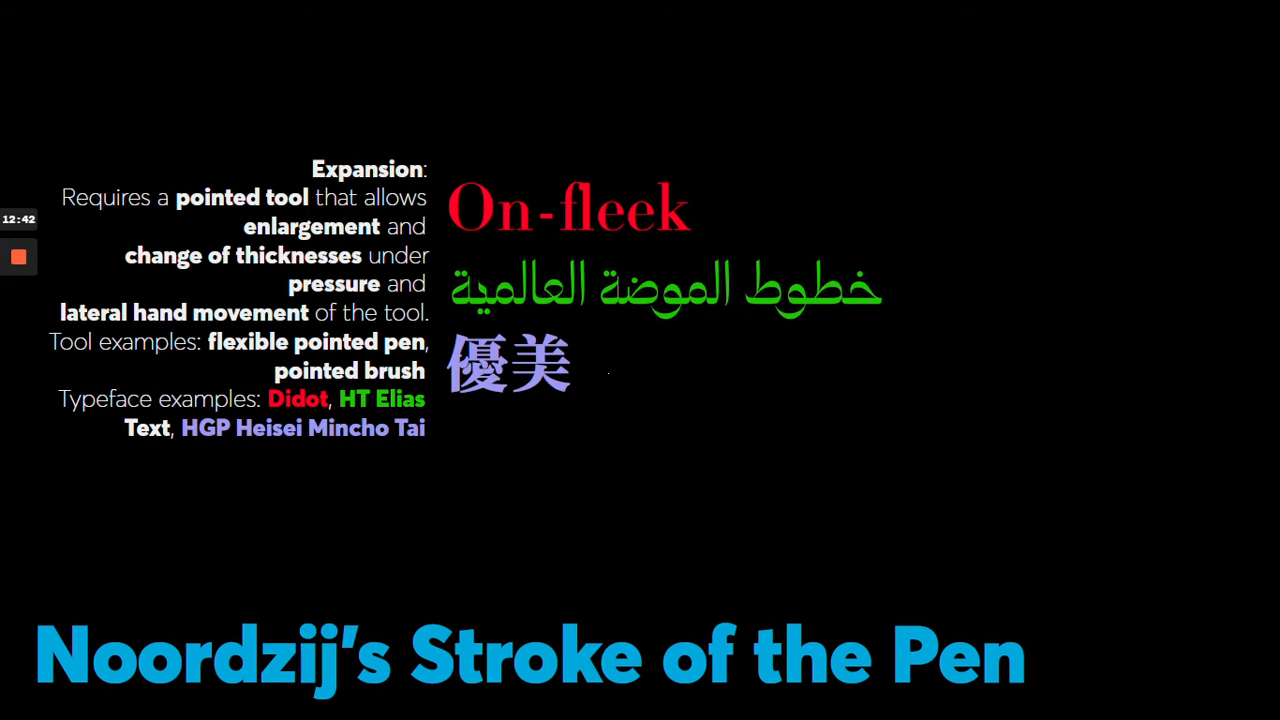 Expansion:
Requires a pointed tool that allows
enlargement and
change of thicknesses under
pressure and
lateral hand movement of the tool.
Tool examples: flexible pointed pen,
pointed brush
Typeface examples: Didot, HT Elias
Text, HGP Heisei Mincho Tai
On-fleek
خطوط الموضة العالمية
優美
12:42
Noordzij's Stroke of the Pen